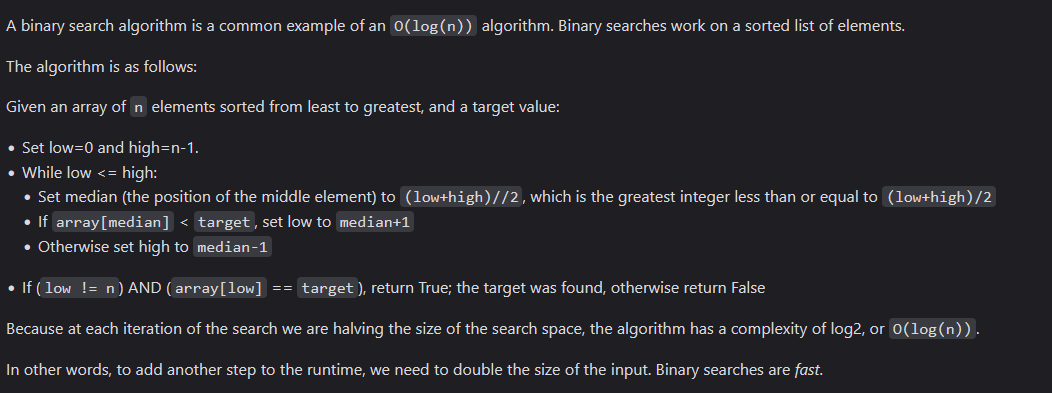 A binary search algorithm is a common example of an O(log(n)) algorithm. Binary searches work on a sorted list of elements.
The algorithm is as follows:
Given an array of n elements sorted from least to greatest, and a target value:
• Set low=0 and high=n-1.
• While low <= high:
• Set median (the position of the middle element) to (low+high)//2, which is the greatest integer less than or equal to (low+high)/2
• If array[median] < target, set low to median+1
• Otherwise set high to median-1
• If (low != n) AND (array[low] == target), return True; the target was found, otherwise return False
Because at each iteration of the search we are halving the size of the search space, the algorithm has a complexity of log2, or O(log(n)).
In other words, to add another step to the runtime, we need to double the size of the input. Binary searches are fast.